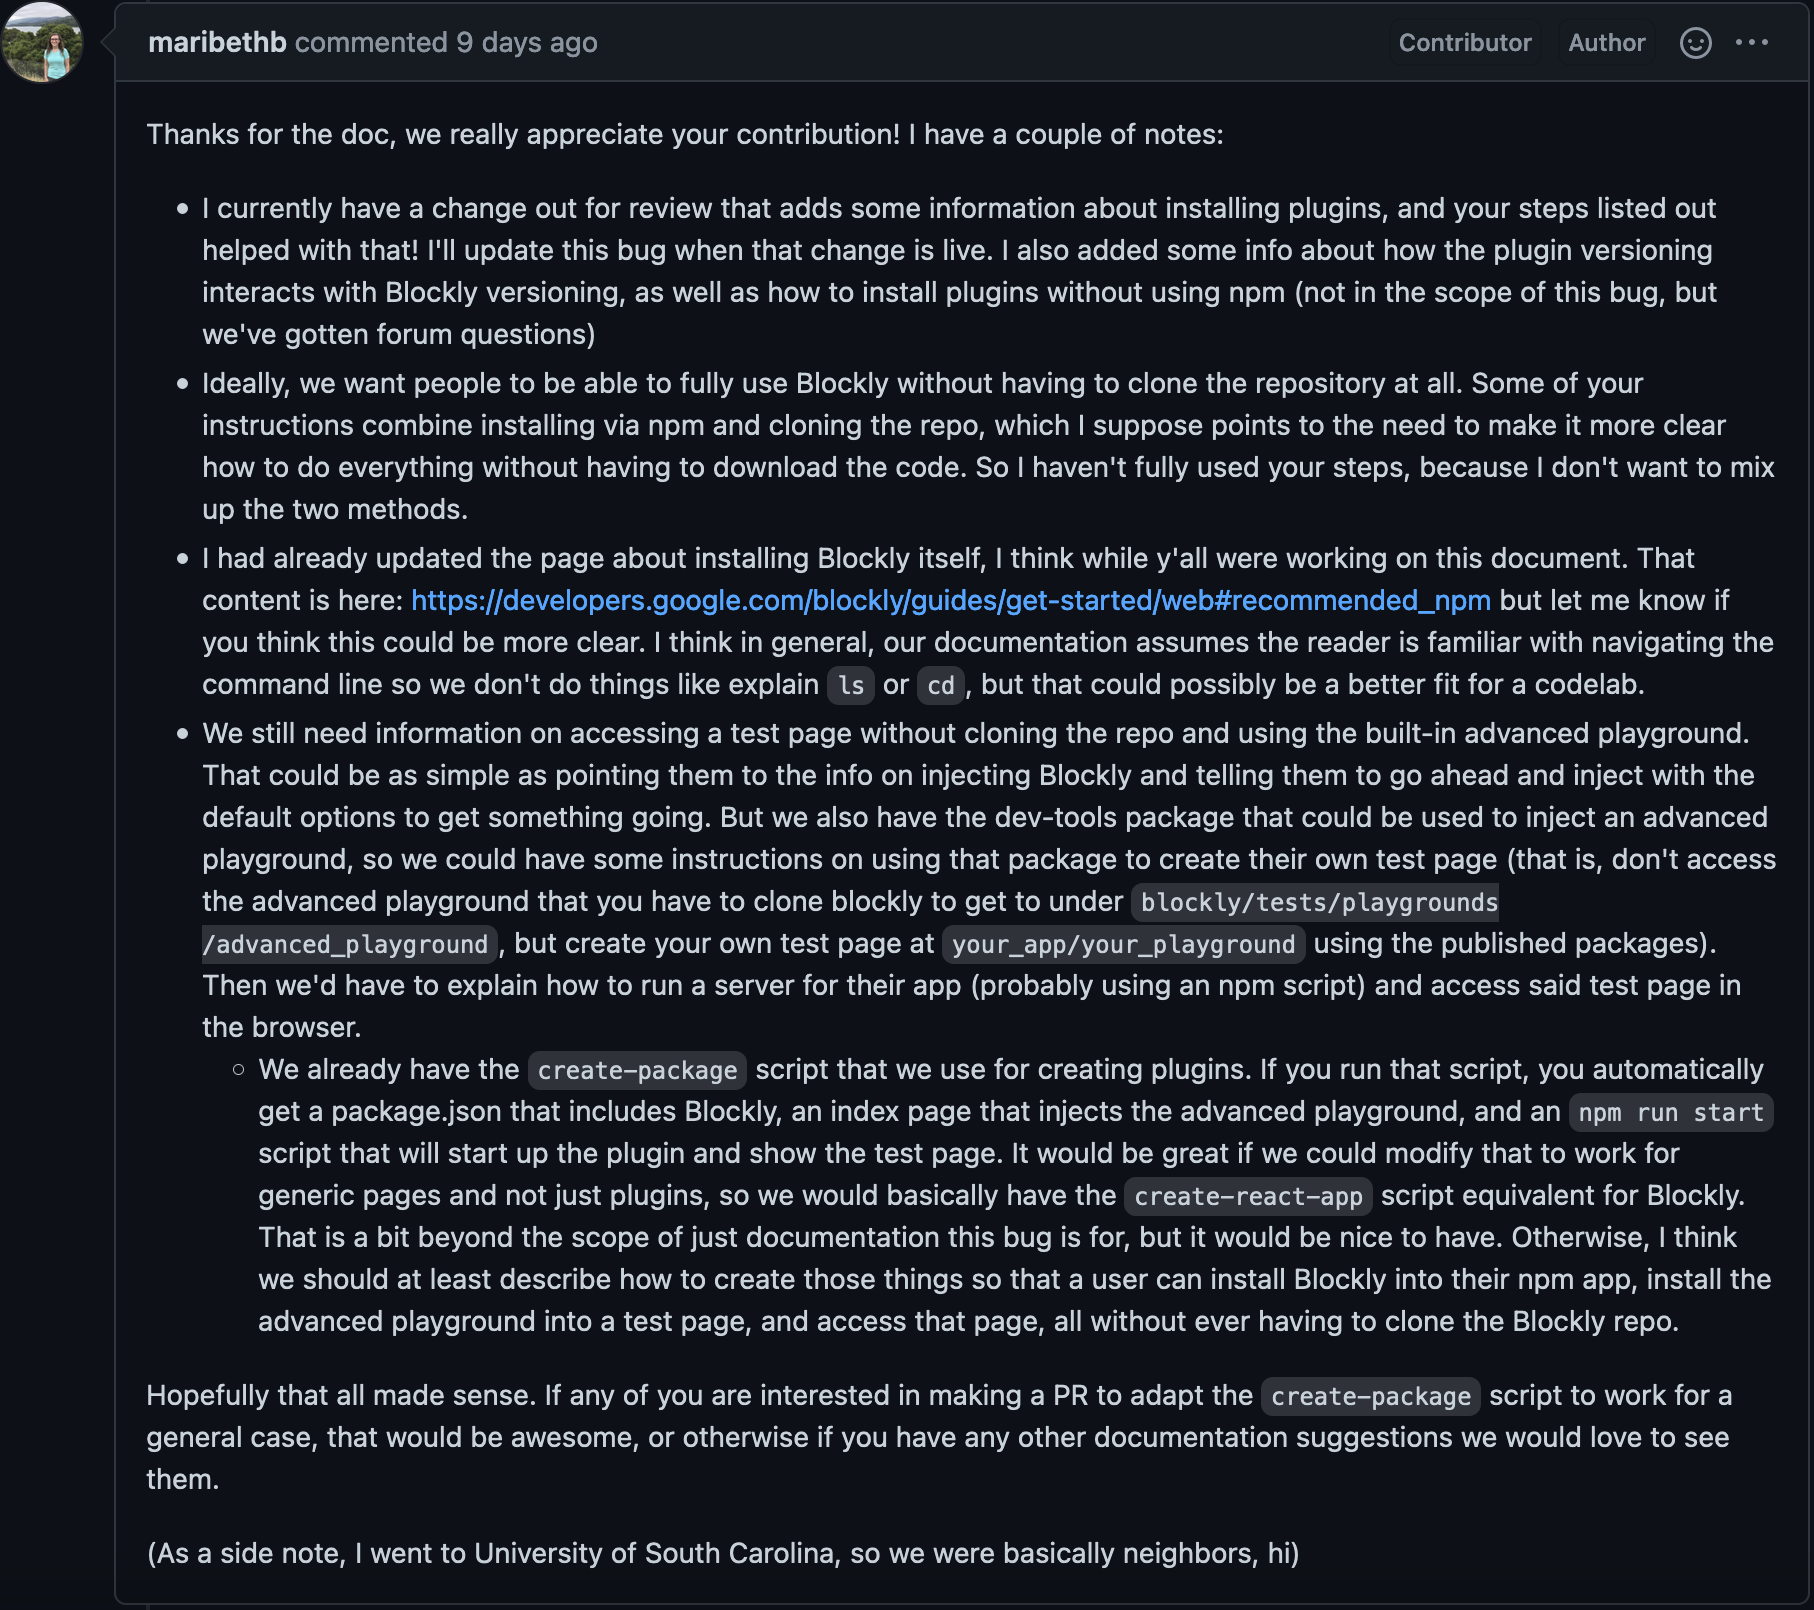 maribethb commented 9 days ago
Contributor Author
Thanks for the doc, we really appreciate your contribution! I have a couple of notes:
I currently have a change out for review that adds some information about installing plugins, and your steps listed out
helped with that! I'll update this bug when that change is live. I also added some info about how the plugin versioning
interacts with Blockly versioning, as well as how to install plugins without using npm (not in the scope of this bug, but
we've gotten forum questions)
Ideally, we want people to be able to fully use Blockly without having to clone the repository at all. Some of your
instructions combine installing via npm and cloning the repo, which I suppose points to the need to make it more clear
how to do everything without having to download the code. So I haven't fully used your steps, because I don't want to mix
up the two methods.
I had already updated the page about installing Blockly itself, I think while y'all were working on this document. That
content is here: https://developers.google.com/blockly/guides/get-started/web#recommended_npm but let me know if
you think this could be more clear. I think in general, our documentation assumes the reader is familiar with navigating the
command line so we don't do things like explain ls or cd, but that could possibly be a better fit for a codelab.
We still need information on accessing a test page without cloning the repo and using the built-in advanced playground.
That could be as simple as pointing them to the info on injecting Blockly and telling them to go ahead and inject with the
default options to get something going. But we also have the dev-tools package that could be used to inject an advanced
playground, so we could have some instructions on using that package to create their own test page (that is, don't access
the advanced playground that you have to clone blockly to get to under blockly/tests/playgrounds
/advanced_playground, but create your own test page at your_app/your_playground using the published packages).
Then we'd have to explain how to run a server for their app (probably using an npm script) and access said test page in
the browser.
We already have the create-package script that we use for creating plugins. If you run that script, you automatically
get a package.json that includes Blockly, an index page that injects the advanced playground, and an npm run start
script that will start up the plugin and show the test page. It would be great if we could modify that to work for
generic pages and not just plugins, so we would basically have the create-react-app script equivalent for Blockly.
That is a bit beyond the scope of just documentation this bug is for, but it would be nice to have. Otherwise, I think
we should at least describe how to create those things so that a user can install Blockly into their npm app, install the
advanced playground into a test page, and access that page, all without ever having to clone the Blockly repo.
Hopefully that all made sense. If any of you are interested in making a PR to adapt the create-package script to work for a
general case, that would be awesome, or otherwise if you have any other documentation suggestions we would love to see
them.
(As a side note, I went to University of South Carolina, so we were basically neighbors, hi)